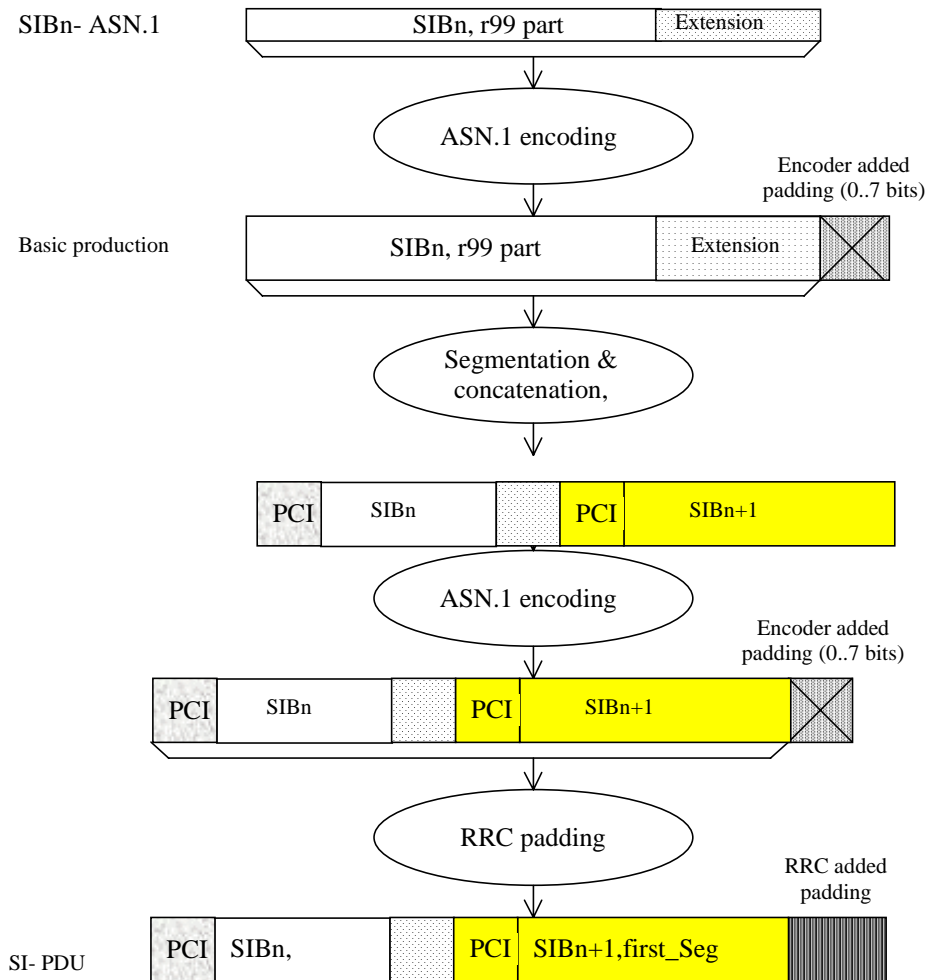 SIBn- ASN.1
SIBn, r99 part
Extension
ASN.1 encoding
Encoder added
padding (0..7 bits)
Basic production
SIBn, r99 part
Extension
Segmentation &
concatenation,
PCI
SIBn
PCI
SIBn+1
ASN.1 encoding
Encoder added
padding (0..7 bits)
PCI
SIBn
PCI
SIBn+1
RRC padding
RRC added
padding
SI- PDU
PCI
SIBn,
PCI
SIBn+1,first_Seg